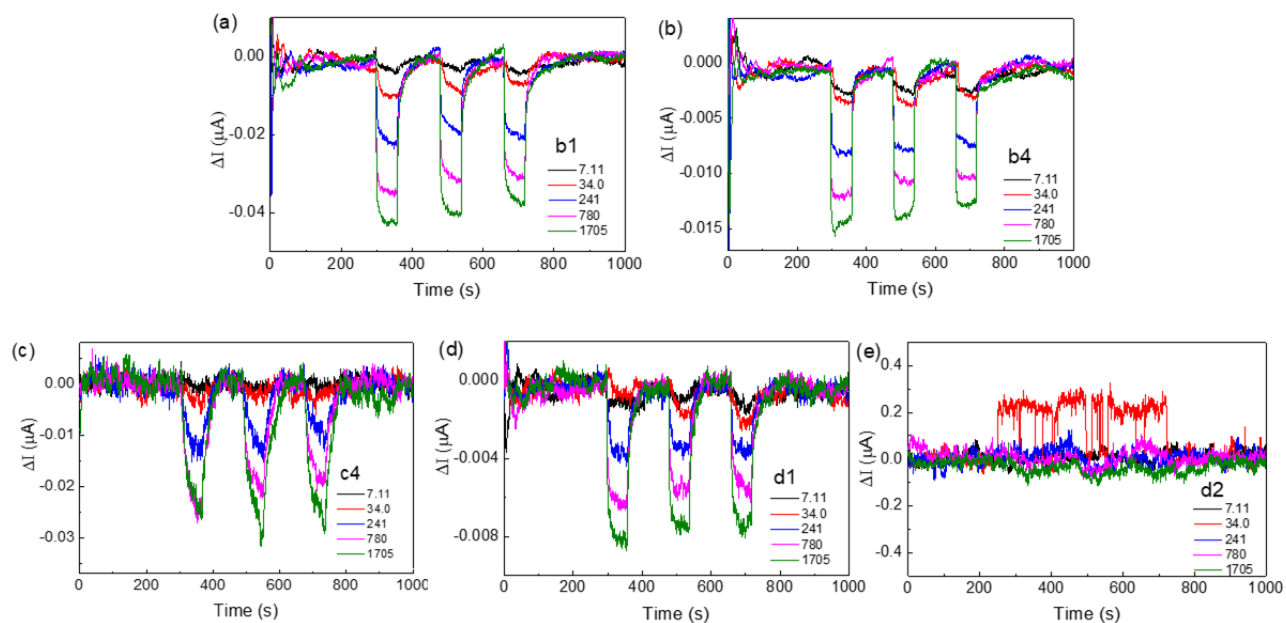 (a)
0.00
-0.02
-0.04
ΔI (μA)
b1
7.11
34.0
241
780
1705
0 200 400 600 800 1000
Time (s)
(b)
0.000
-0.005
-0.010
-0.015
ΔI (μA)
b4
7.11
34.0
241
780
1705
0 200 400 600 800 1000
Time (s)
(c)
0.00
-0.01
-0.02
-0.03
ΔI (μA)
c4
7.11
34.0
241
780
1705
0 200 400 600 800 1000
Time (s)
(d)
0.000
-0.004
-0.008
ΔI (μA)
d1
7.11
34.0
241
780
1705
0 200 400 600 800 1000
Time (s)
(e)
0.4
0.2
0.0
-0.2
-0.4
ΔI (μA)
d2
7.11
34.0
241
780
1705
0 200 400 600 800 1000
Time (s)